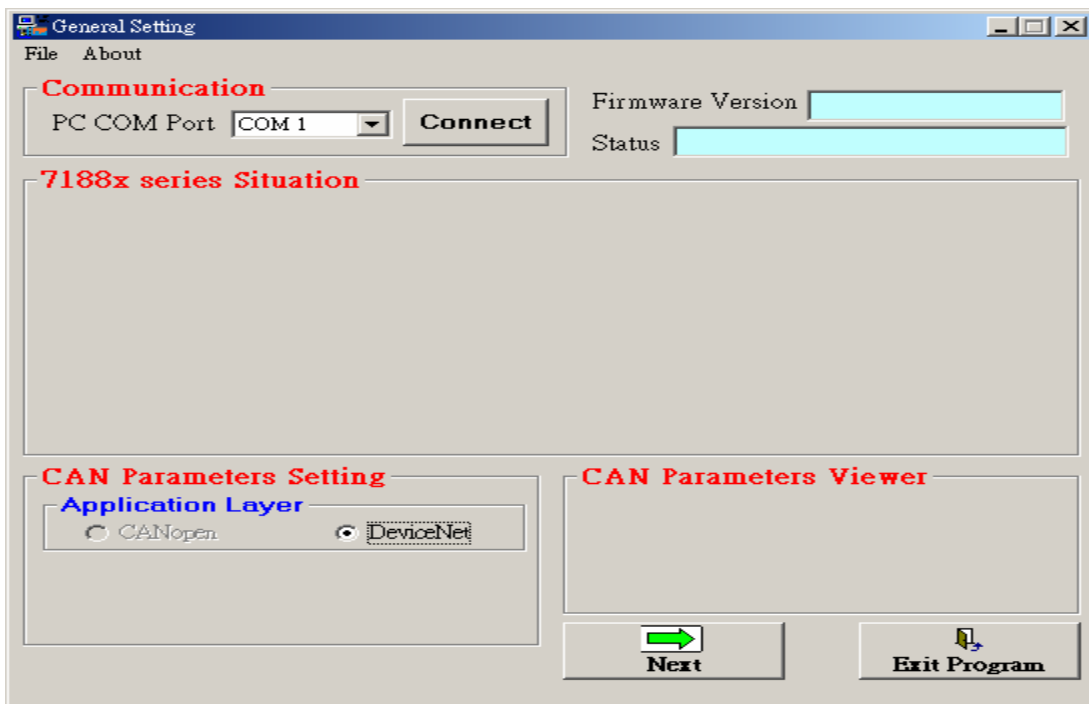 General Setting
File About
Communication
PC COM Port COM 1 Connect
Firmware Version
Status
7188x series Situation
CAN Parameters Setting
Application Layer
CANopen DeviceNet
CAN Parameters Viewer
Next
Exit Program